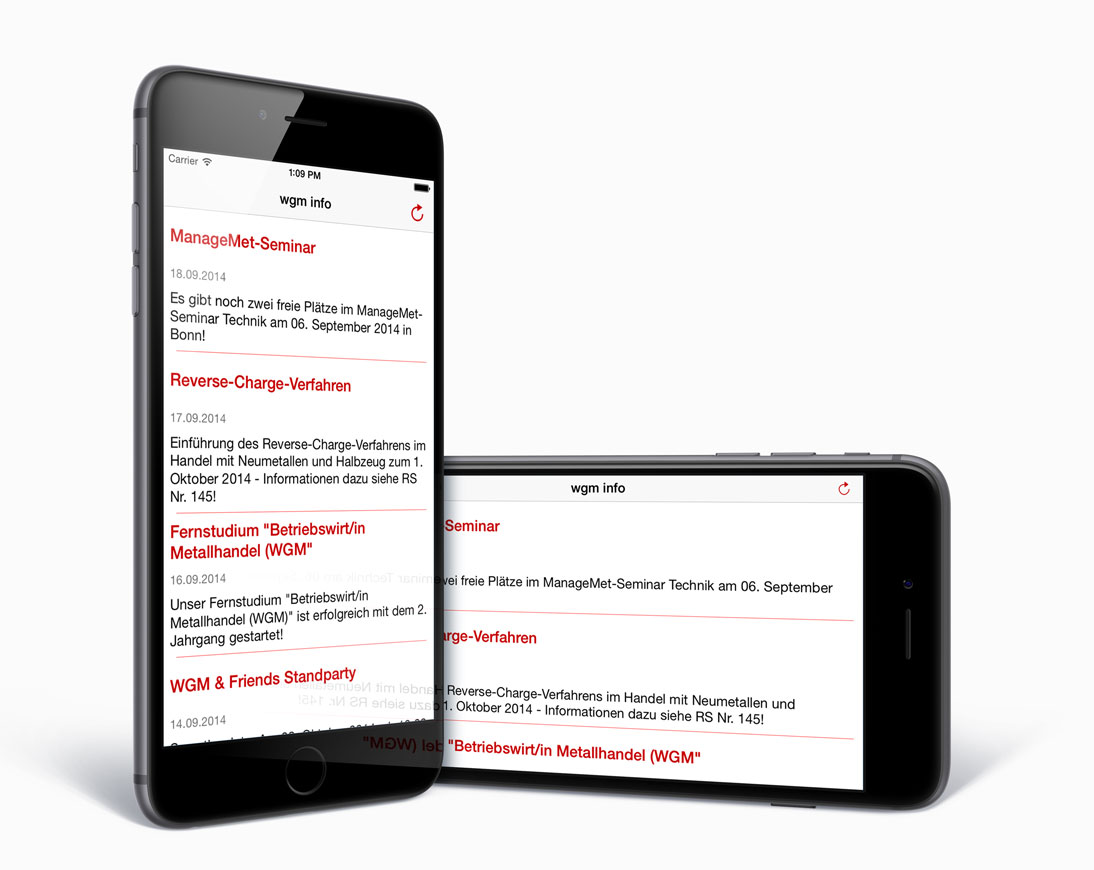 Carrier
1:09 PM
wgm info
ManageMet-Seminar
18.09.2014
Es gibt noch zwei freie Plätze im ManageMet-
Seminar Technik am 06. September 2014 in
Bonn!
Reverse-Charge-Verfahren
17.09.2014
Einführung des Reverse-Charge-Verfahrens im
Handel mit Neumetallen und Halbzeug zum 1.
Oktober 2014 - Informationen dazu siehe RS
Nr. 145!
Fernstudium "Betriebswirt/in
Metallhandel (WGM"
16.09.2014
Unser Fernstudium "Betriebswirt/in
Metallhandel (WGM)" ist erfolgreich mit dem 2.
Jahrgang gestartet!
WGM & Friends Standparty
14.09.2014
wgm info
Seminar
wei freie Plätze im ManageMet-Seminar Technik am 06. September
arge-Verfahren
Reverse-Charge-Verfahrens im Handel mit Neumetallen und
1. Oktober 2014 - Informationen dazu siehe RS Nr. 145!
"Betriebswirt/in Metallhandel (WGM"